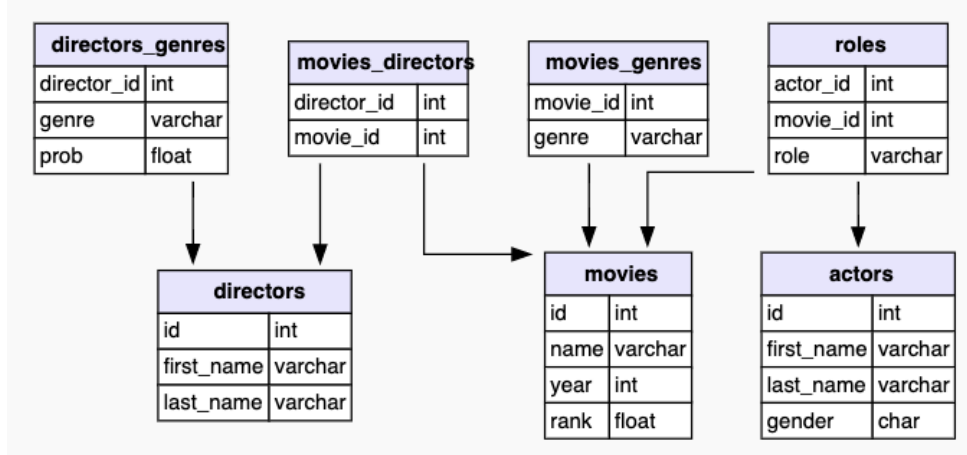 directors_genres
director_id int
genre varchar
prob float
movies_directors
director_id int
movie_id int
movies_genres
movie_id int
genre varchar
roles
actor_id int
movie_id int
role varchar
directors
id int
first_name varchar
last_name varchar
movies
id int
name varchar
year int
rank float
actors
id int
first_name varchar
last_name varchar
gender char